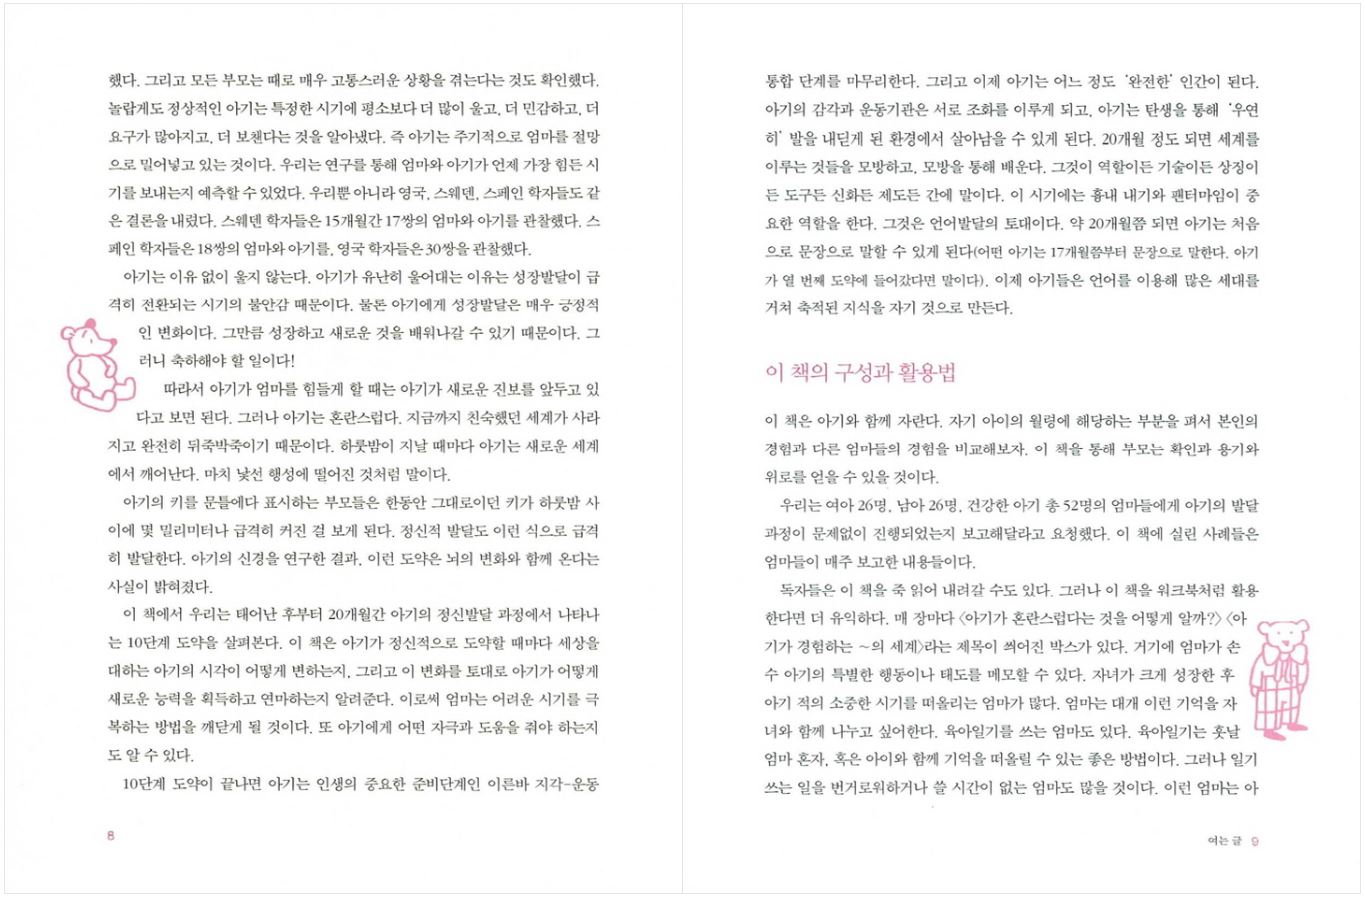 했다. 그리고 모든 부모는 때로 매우 고통스러운 상황을 겪는다는 것도 확인했다.
놀랍게도 정상적인 아기는 특정한 시기에 평소보다 더 많이 울고, 더 민감하고, 더
요구가 많아지고, 더 보챈다는 것을 알아냈다. 즉 아기는 주기적으로 엄마를 절망
으로 밀어넣고 있는 것이다. 우리는 연구를 통해 엄마와 아기가 언제 가장 힘든 시
기를 보내는지 예측할 수 있었다. 우리뿐 아니라 영국, 스웨덴, 스페인 학자들도 같
은 결론을 내렸다. 스웨덴 학자들은 15개월간 17쌍의 엄마와 아기를 관찰했다. 스
페인 학자들은 18쌍의 엄마와 아기를, 영국 학자들은 30쌍을 관찰했다.
아기는 이유 없이 울지 않는다. 아기가 유난히 울어대는 이유는 성장발달이 급
격히 전환되는 시기의 불안감 때문이다. 물론 아기에게 성장발달은 매우 긍정적
인 변화이다. 그만큼 성장하고 새로운 것을 배워나갈 수 있기 때문이다. 그
러니 축하해야 할 일이다!
따라서 아기가 엄마를 힘들게 할 때는 아기가 새로운 진보를 앞두고 있
다고 보면 된다. 그러나 아기는 혼란스럽다. 지금까지 친숙했던 세계가 사라
지고 완전히 뒤죽박죽이기 때문이다. 하룻밤이 지날 때마다 아기는 새로운 세계
에서 깨어난다. 마치 낯선 행성에 떨어진 것처럼 말이다.
아기의 키를 문틀에다 표시하는 부모들은 한동안 그대로이던 키가 하룻밤 사
이에 몇 밀리미터나 급격히 커진 걸 보게 된다. 정신적 발달도 이런 식으로 급격
히 발달한다. 아기의 신경을 연구한 결과, 이런 도약은 뇌의 변화와 함께 온다는
사실이 밝혀졌다.
이 책에서 우리는 태어난 후부터 20개월간 아기의 정신발달 과정에서 나타나
는 10단계 도약을 살펴본다. 이 책은 아기가 정신적으로 도약할 때마다 세상을
대하는 아기의 시각이 어떻게 변하는지, 그리고 이 변화를 토대로 아기가 어떻게
새로운 능력을 획득하고 연마하는지 알려준다. 이로써 엄마는 어려운 시기를 극
복하는 방법을 깨닫게 될 것이다. 또 아기에게 어떤 자극과 도움을 줘야 하는지
도 알 수 있다.
10단계 도약이 끝나면 아기는 인생의 중요한 준비단계인 이른바 지각–운동
8
통합 단계를 마무리한다. 그리고 이제 아기는 어느 정도 ‘완전한’ 인간이 된다.
아기의 감각과 운동기관은 서로 조화를 이루게 되고, 아기는 탄생을 통해 ‘우연
히’ 발을 내딛게 된 환경에서 살아남을 수 있게 된다. 20개월 정도 되면 세계를
이루는 것들을 모방하고, 모방을 통해 배운다. 그것이 역할이든 기술이든 상징이
든 도구든 신화든 제도든 간에 말이다. 이 시기에는 흉내 내기와 팬터마임이 중
요한 역할을 한다. 그것은 언어발달의 토대이다. 약 20개월쯤 되면 아기는 처음
으로 문장으로 말할 수 있게 된다(어떤 아기는 17개월쯤부터 문장으로 말한다. 아기
가 열 번째 도약에 들어갔다면 말이다). 이제 아기들은 언어를 이용해 많은 세대를
거쳐 축적된 지식을 자기 것으로 만든다.
이 책의 구성과 활용법
이 책은 아기와 함께 자란다. 자기 아이의 월령에 해당하는 부분을 펴서 본인의
경험과 다른 엄마들의 경험을 비교해보자. 이 책을 통해 부모는 확인과 용기와
위로를 얻을 수 있을 것이다.
우리는 여아 26명, 남아 26명, 건강한 아기 총 52명의 엄마들에게 아기의 발달
과정이 문제없이 진행되었는지 보고해달라고 요청했다. 이 책에 실린 사례들은
엄마들이 매주 보고한 내용들이다.
독자들은 이 책을 죽 읽어 내려갈 수도 있다. 그러나 이 책을 워크북처럼 활용
한다면 더 유익하다. 매 장마다 〈아기가 혼란스럽다는 것을 어떻게 알까?〉 〈아
기가 경험하는 ~의 세계〉라는 제목이 씌어진 박스가 있다. 거기에 엄마가 손
수 아기의 특별한 행동이나 태도를 메모할 수 있다. 자녀가 크게 성장한 후
아기 적의 소중한 시기를 떠올리는 엄마가 많다. 엄마는 대개 이런 기억을 자
녀와 함께 나누고 싶어한다. 육아일기를 쓰는 엄마도 있다. 육아일기는 훗날
엄마 혼자, 혹은 아이와 함께 기억을 떠올릴 수 있는 좋은 방법이다. 그러나 일기
쓰는 일을 번거로워하거나 쓸 시간이 없는 엄마도 많을 것이다. 이런 엄마는 아
여는 글 9